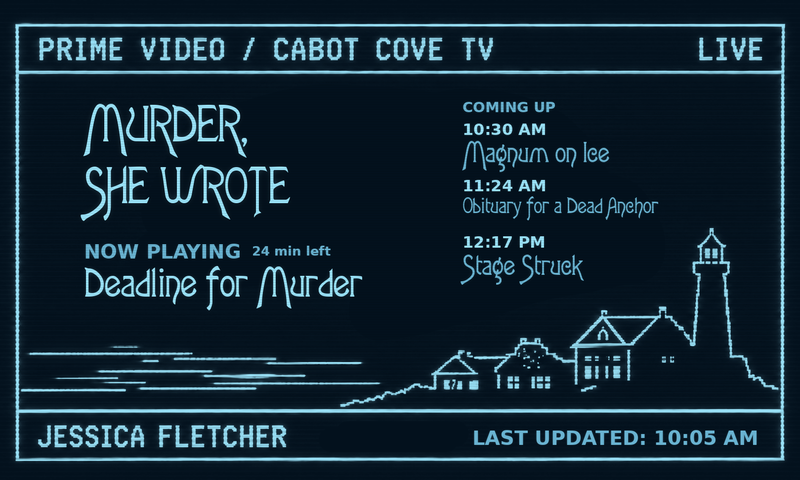 PRIME VIDEO / CABOT COVE TV
LIVE
MURDER,
SHE WROTE
NOW PLAYING 24 min left
Deadline for Murder
COMING UP
10:30 AM
Magnum on Ice
11:24 AM
Obituary for a Dead Anchor
12:17 PM
Stage Struck
JESSICA FLETCHER
LAST UPDATED: 10:05 AM